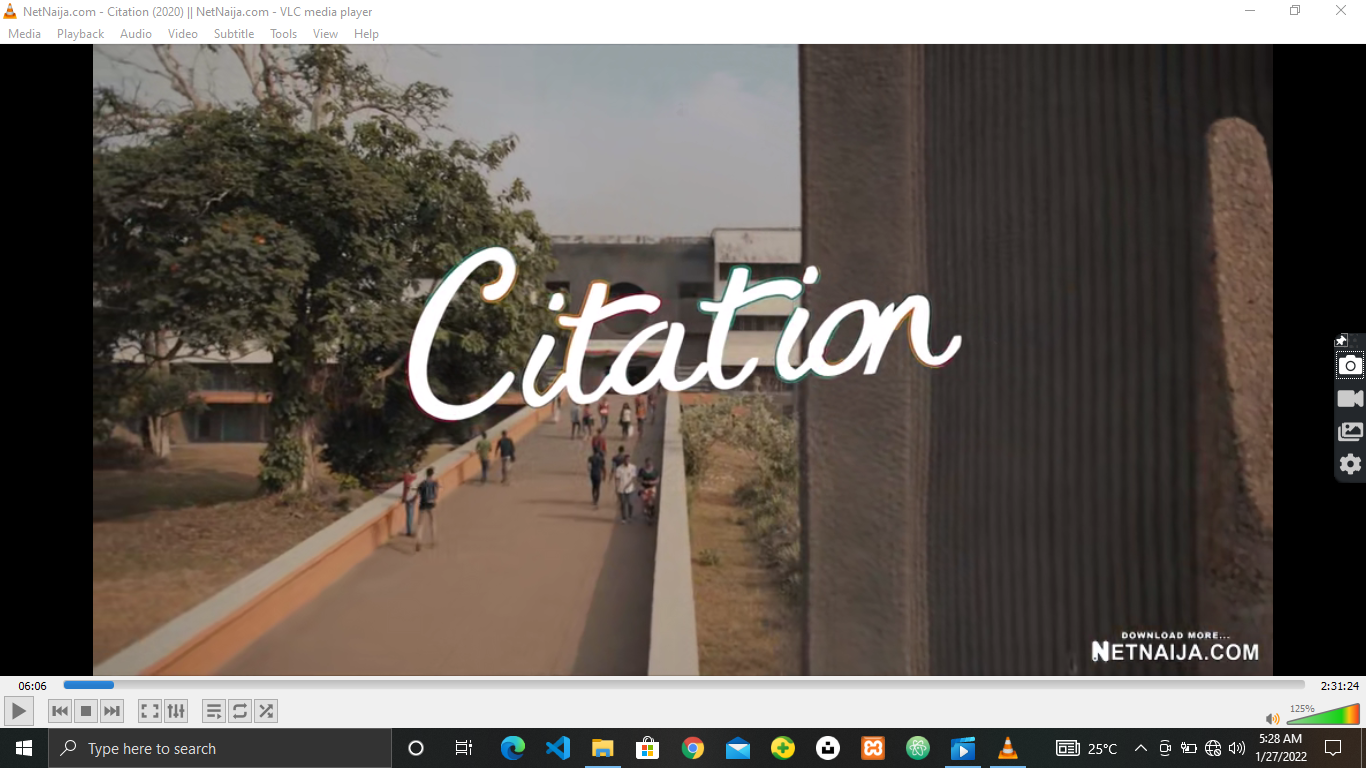 NetNaija.com - Citation (2020) || NetNaija.com - VLC media player
Media Playback Audio Video Subtitle Tools View Help
Citation
DOWNLOAD MORE...
NETNAIJA.COM
06:06
2:31:24
125%
Type here to search
25°C
5:28 AM
1/27/2022